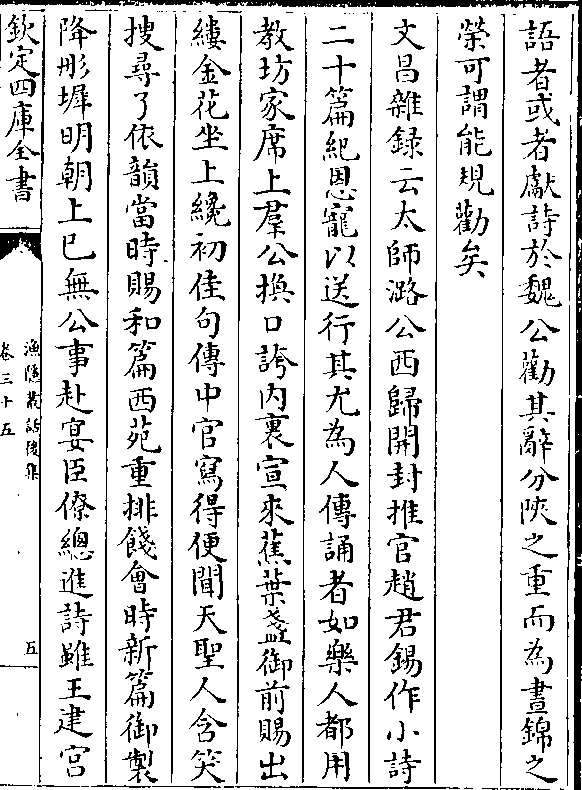 語者或者獻詩於魏公勸其辭分陜之重而為晝錦之
榮可謂能規勸矣
文昌雜録云太師潞公西歸開封推官趙君錫作小詩
二十篇紀恩寵以送行其尤為人傳誦者如樂人都用
教坊家席上羣公換口誇内裏宣來蕉葉盞御前賜出
縷金花坐上纔初佳句傳中官寫得便聞天聖人含笑
搜尋了依韻當時賜和篇西苑重排餞會時新篇御製
降彤墀明朝上巳無公事赴宴臣僚總進詩雖王建宮
欽定四庫全書
漁隱叢話後集
卷三十五
五